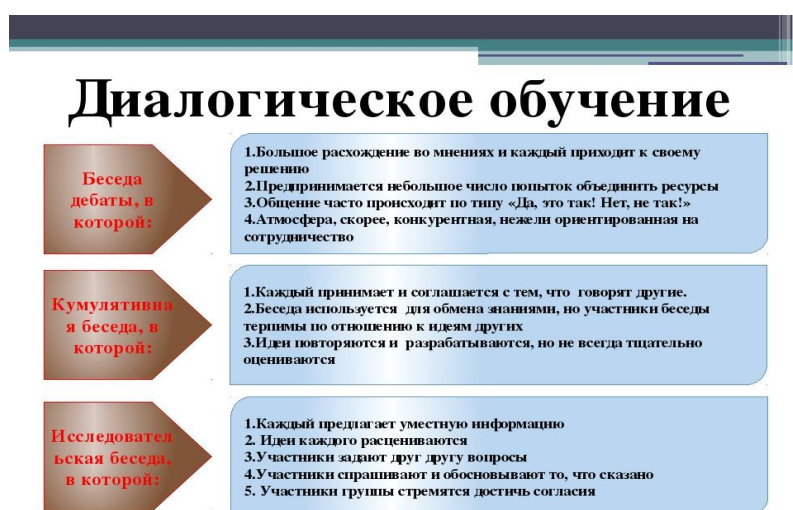 Диалогическое обучение
Беседа
дебаты, в
которой:
1.Большое расхождение во мнениях и каждый приходит к своему
решению
2.Предпринимается небольшое число попыток объединить ресурсы
3.Общение часто происходит по типу «Да, это так! Нет, не так!»
4.Атмосфера, скорее, конкурентная, нежели ориентированная на
сотрудничество
Кумулятивна
я беседа, в
которой:
1.Каждый принимает и соглашается с тем, что говорят другие.
2.Беседа используется для обмена знаниями, но участники беседы
терпимы по отношению к идеям других
3.Идеи повторяются и разрабатываются, но не всегда тщательно
оцениваются
Исследовател
ьская беседа,
в которой:
1.Каждый предлагает уместную информацию
2. Идеи каждого расцениваются
3.Участники задают друг другу вопросы
4.Участники спрашивают и обосновывают то, что сказано
5. Участники группы стремятся достичь согласия